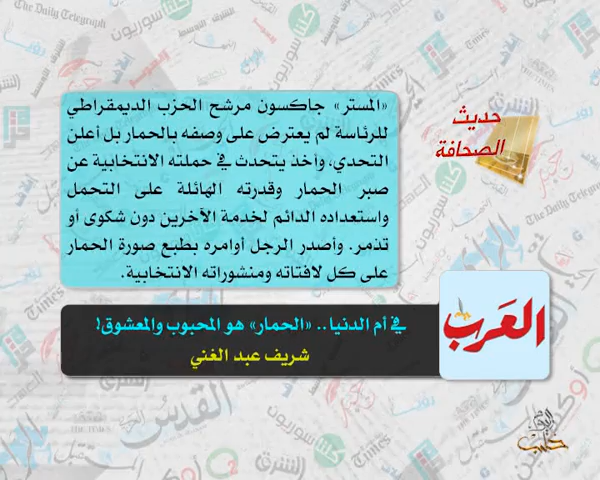 حديث
الصحافة
«المستر» جاكسون مرشح الحزب الديمقراطي
للرئاسة لم يعترض على وصفه بالحمار بل أعلن
التحدي، وأخذ يتحدث في حملته الانتخابية عن
صبر الحمار وقدرته الهائلة على التحمل
واستعداده الدائم لخدمة الآخرين دون شكوى أو
تذمر. وأصدر الرجل أوامره بطبع صورة الحمار
على كل لافتاته ومنشوراته الانتخابية.
العرب
في أم الدنيا.. «الحمار» هو المحبوب والمعشوق!
شريف عبد الغني